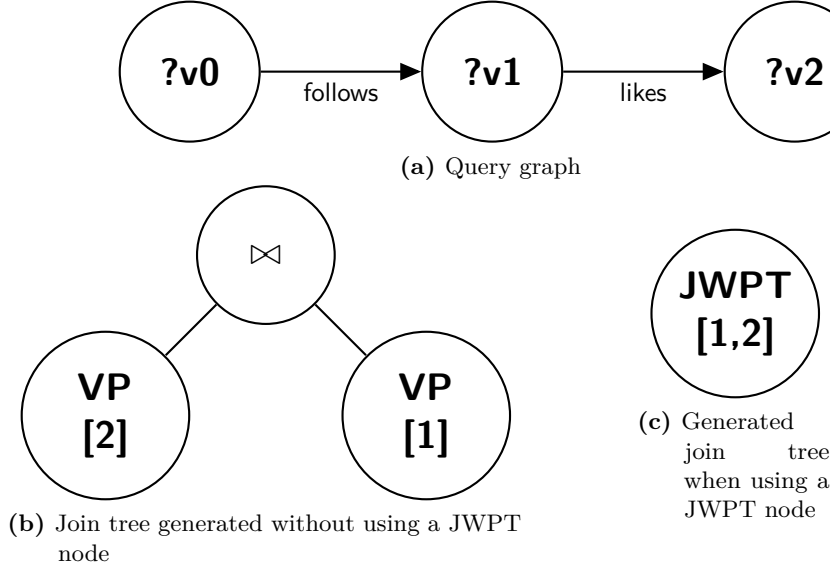 ?v0
?v1
?v2
follows
likes
(a) Query graph
⋈
VP
[2]
VP
[1]
(b) Join tree generated without using a JWPT
node
JWPT
[1,2]
(c) Generated
join tree
when using a
JWPT node